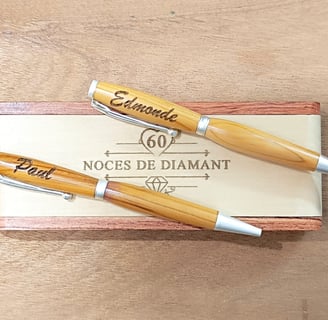 Edmonde
60
NOCES DE DIAMANT
Paul